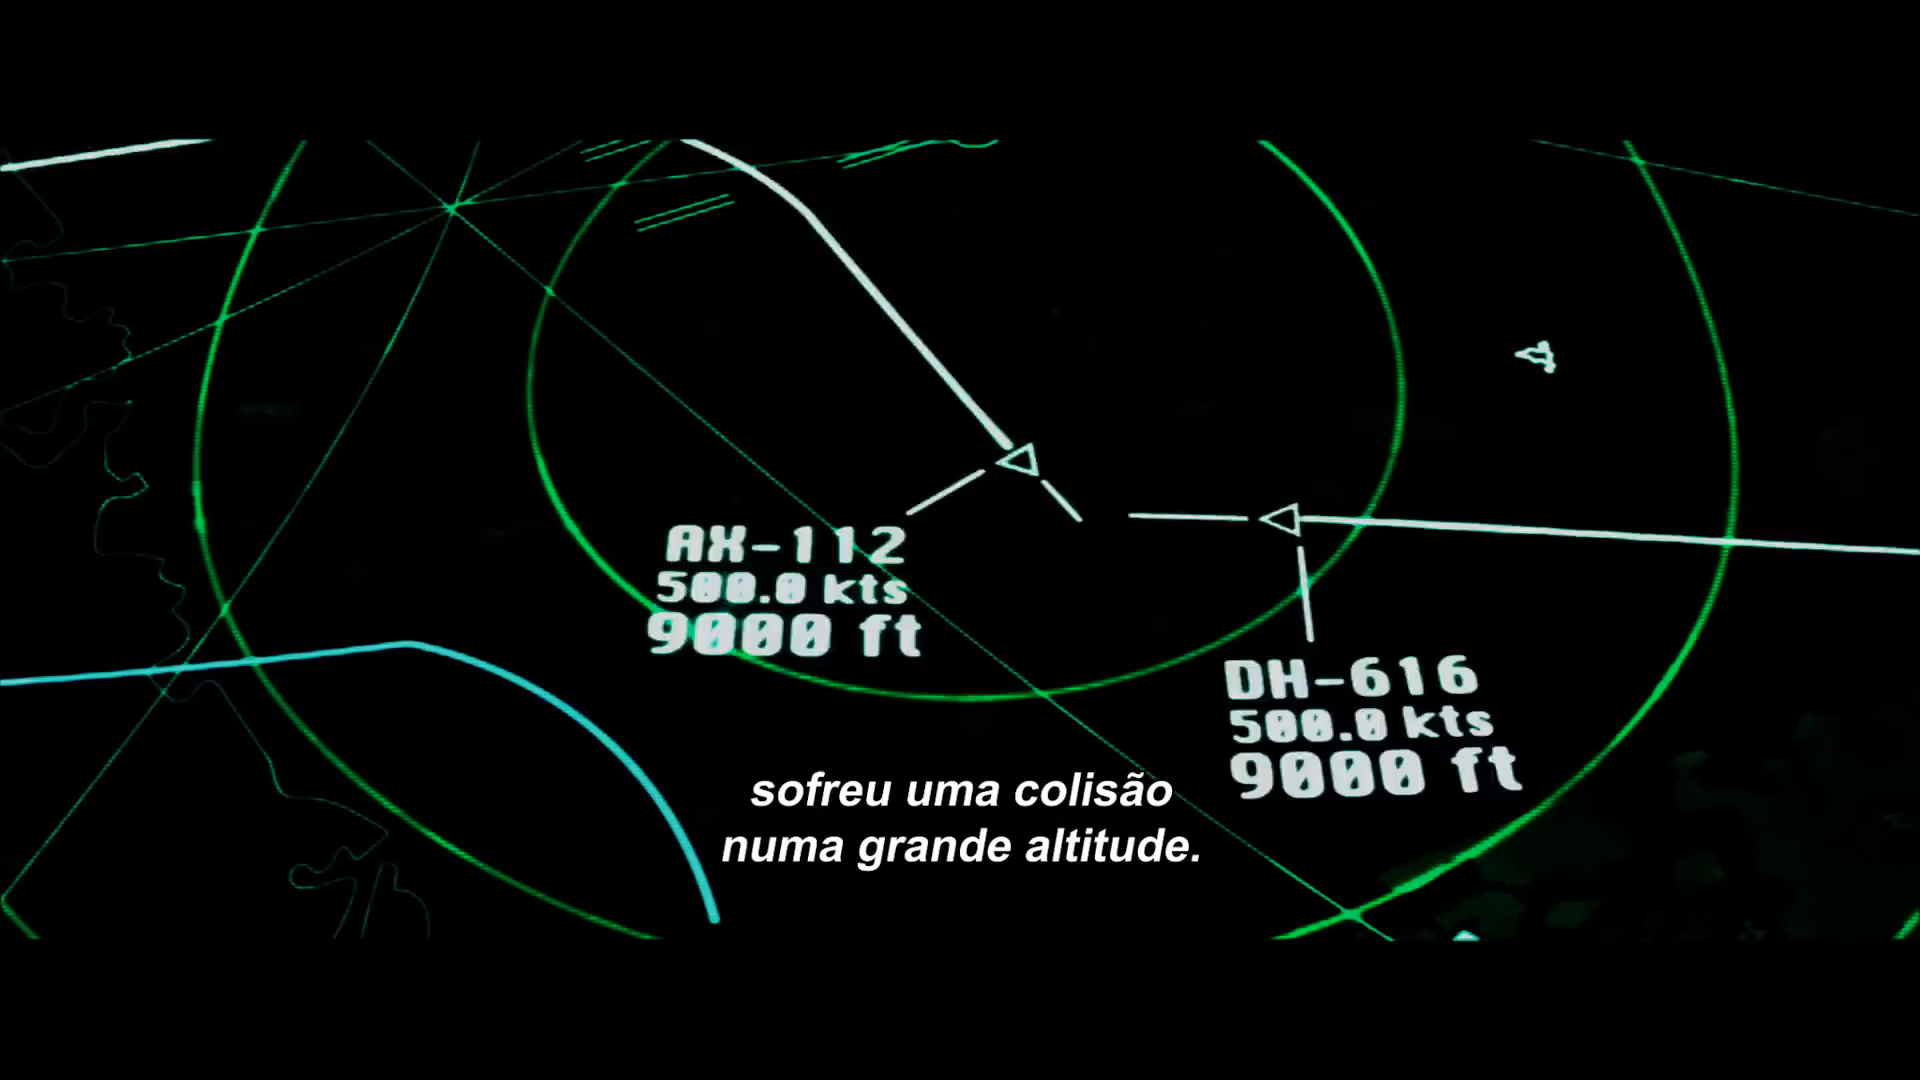 AX-112
500.0 kts
9000 ft
DH-616
500.0 kts
9000 ft
sofreu uma colisão
numa grande altitude.